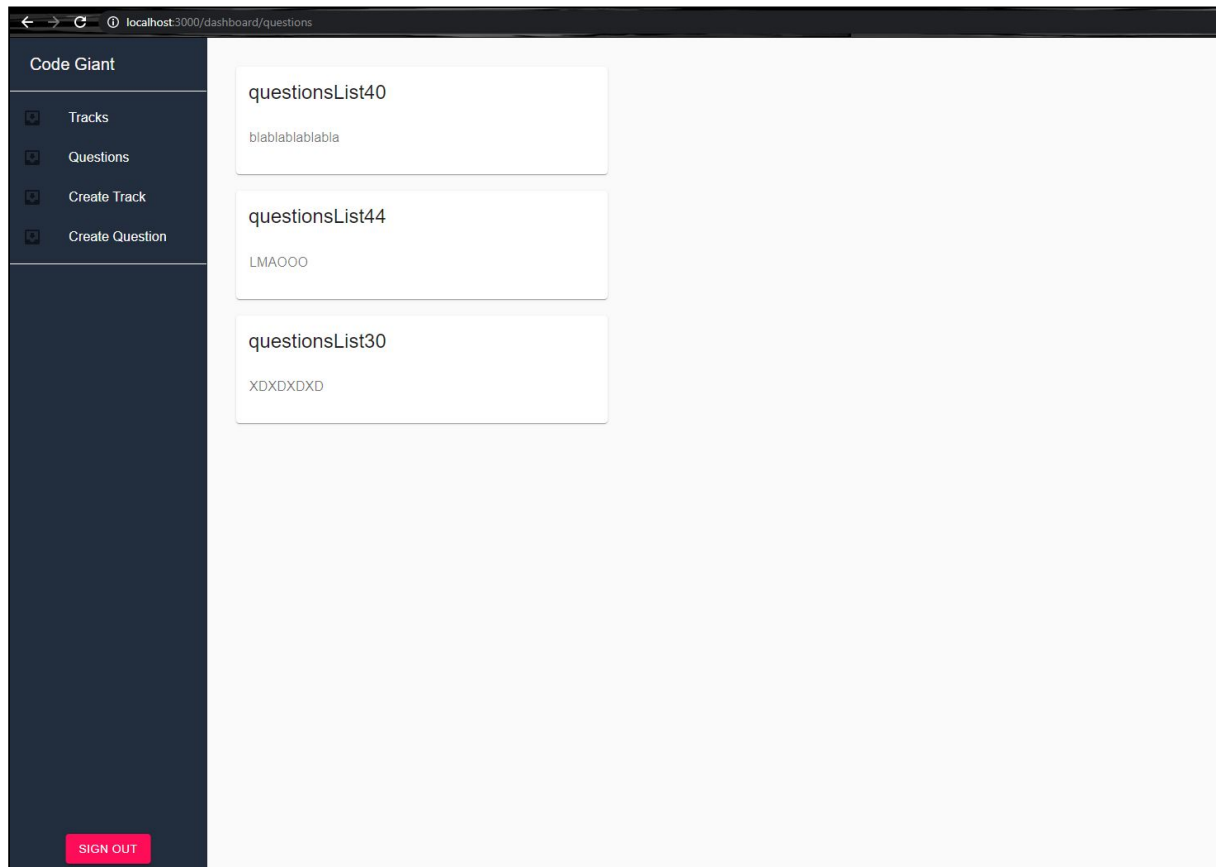 localhost:3000/dashboard/questions
Code Giant
Tracks
Questions
Create Track
Create Question
SIGN OUT
questionsList40
blablablablabla
questionsList44
LMAOOO
questionsList30
XDXDXDXD